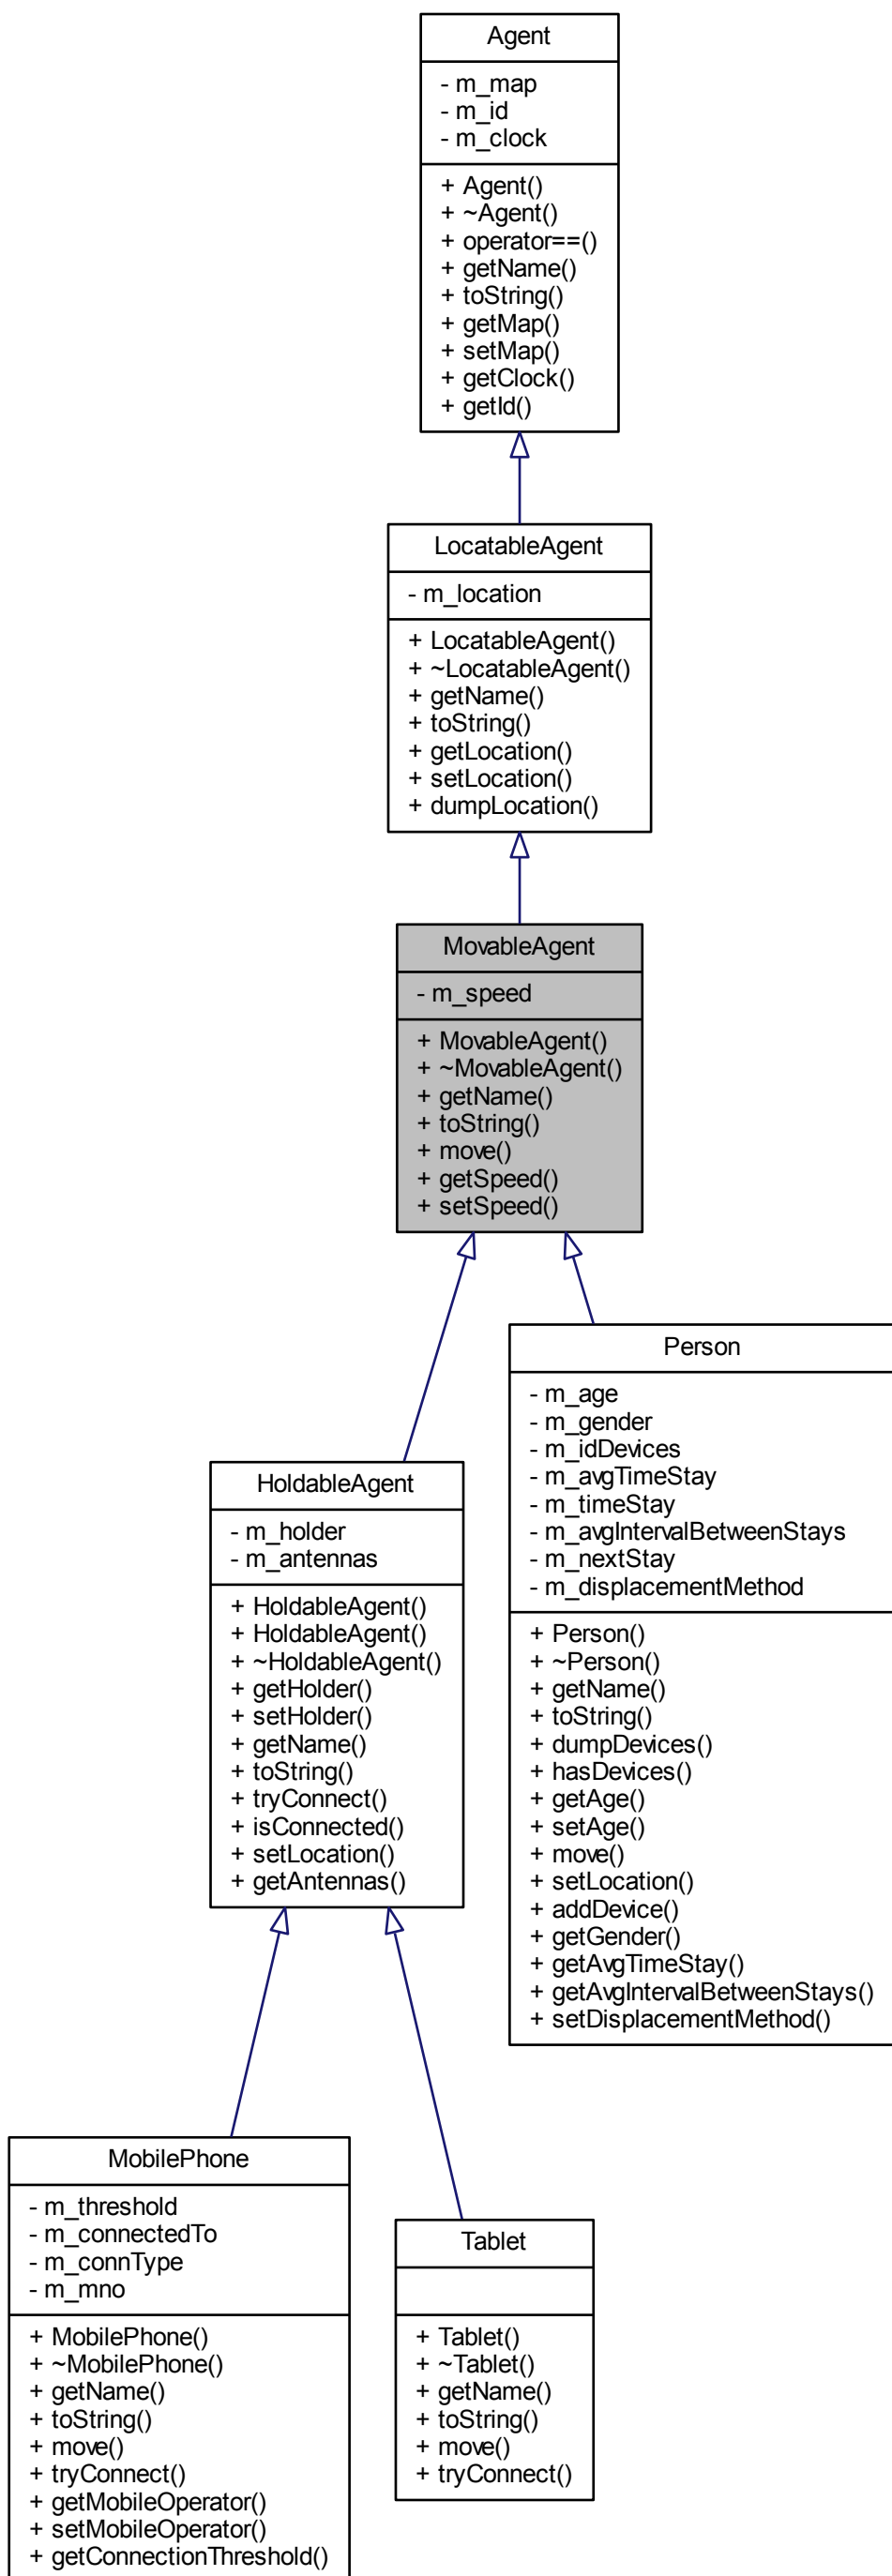 Agent
- m_map
- m_id
- m_clock
+ Agent()
+ ~Agent()
+ operator==()
+ getName()
+ toString()
+ getMap()
+ setMap()
+ getClock()
+ getId()
LocatableAgent
- m_location
+ LocatableAgent()
+ ~LocatableAgent()
+ getName()
+ toString()
+ getLocation()
+ setLocation()
+ dumpLocation()
MovableAgent
- m_speed
+ MovableAgent()
+ ~MovableAgent()
+ getName()
+ toString()
+ move()
+ getSpeed()
+ setSpeed()
HoldableAgent
- m_holder
- m_antennas
+ HoldableAgent()
+ HoldableAgent()
+ ~HoldableAgent()
+ getHolder()
+ setHolder()
+ getName()
+ toString()
+ tryConnect()
+ isConnected()
+ setLocation()
+ getAntennas()
Person
- m_age
- m_gender
- m_idDevices
- m_avgTimeStay
- m_timeStay
- m_avgIntervalBetweenStays
- m_nextStay
- m_displacementMethod
+ Person()
+ ~Person()
+ getName()
+ toString()
+ dumpDevices()
+ hasDevices()
+ getAge()
+ setAge()
+ move()
+ setLocation()
+ addDevice()
+ getGender()
+ getAvgTimeStay()
+ getAvgIntervalBetweenStays()
+ setDisplacementMethod()
MobilePhone
- m_threshold
- m_connectedTo
- m_connType
- m_mno
+ MobilePhone()
+ ~MobilePhone()
+ getName()
+ toString()
+ move()
+ tryConnect()
+ getMobileOperator()
+ setMobileOperator()
+ getConnectionThreshold()
Tablet
+ Tablet()
+ ~Tablet()
+ getName()
+ toString()
+ move()
+ tryConnect()